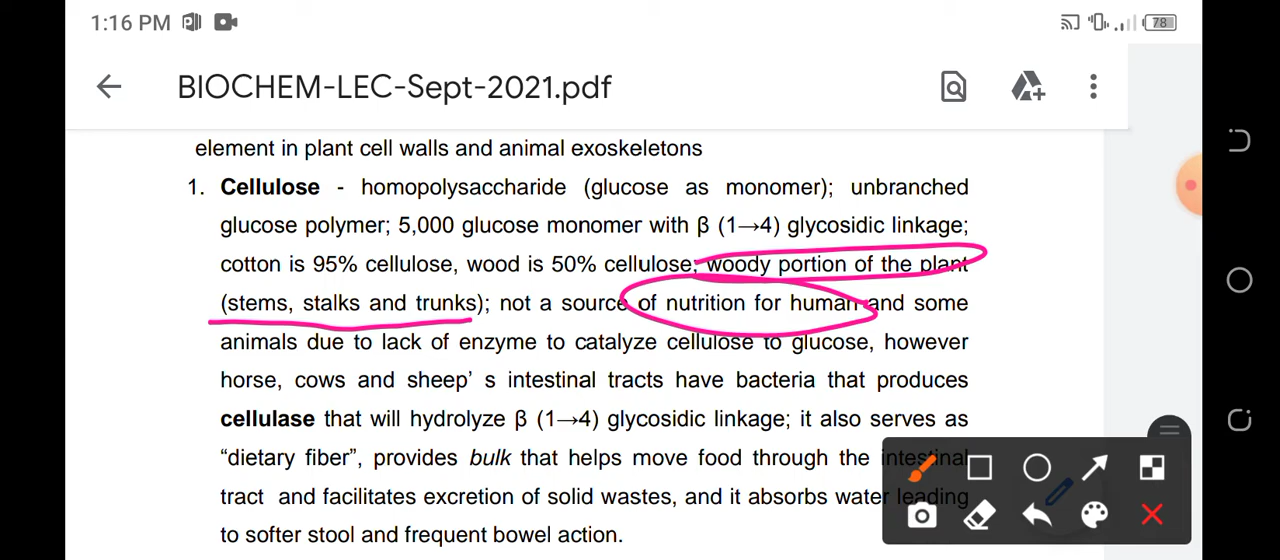 1:16 PM
78
BIOCHEM-LEC-Sept-2021.pdf
element in plant cell walls and animal exoskeletons
1. Cellulose - homopolysaccharide (glucose as monomer); unbranched
glucose polymer; 5,000 glucose monomer with β (1→4) glycosidic linkage;
cotton is 95% cellulose, wood is 50% cellulose; woody portion of the plant
(stems, stalks and trunks); not a source of nutrition for human and some
animals due to lack of enzyme to catalyze cellulose to glucose, however
horse, cows and sheep' s intestinal tracts have bacteria that produces
cellulase that will hydrolyze β (1→4) glycosidic linkage; it also serves as
“dietary fiber”, provides bulk that helps move food through the intestinal
tract and facilitates excretion of solid wastes, and it absorbs water leading
to softer stool and frequent bowel action.